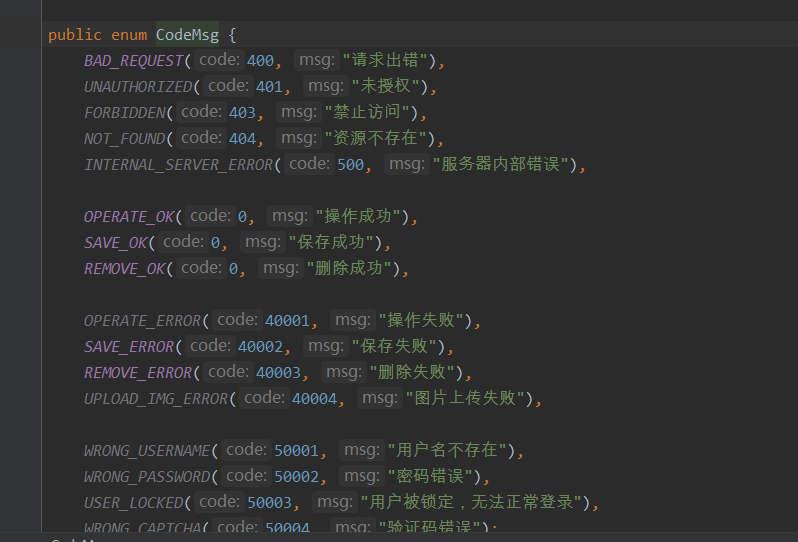 public enum CodeMsg {
BAD_REQUEST( code: 400, msg: "请求出错"),
UNAUTHORIZED( code: 401, msg: "未授权"),
FORBIDDEN( code: 403, msg: "禁止访问"),
NOT_FOUND( code: 404, msg: "资源不存在"),
INTERNAL_SERVER_ERROR( code: 500, msg: "服务器内部错误"),
OPERATE_OK( code: 0, msg: "操作成功"),
SAVE_OK( code: 0, msg: "保存成功"),
REMOVE_OK( code: 0, msg: "删除成功"),
OPERATE_ERROR( code: 40001, msg: "操作失败"),
SAVE_ERROR( code: 40002, msg: "保存失败"),
REMOVE_ERROR( code: 40003, msg: "删除失败"),
UPLOAD_IMG_ERROR( code: 40004, msg: "图片上传失败"),
WRONG_USERNAME( code: 50001, msg: "用户名不存在"),
WRONG_PASSWORD( code: 50002, msg: "密码错误"),
USER_LOCKED( code: 50003, msg: "用户被锁定，无法正常登录"),
WRONG_CAPTCHA( code: 50004, msg: "验证码错误");